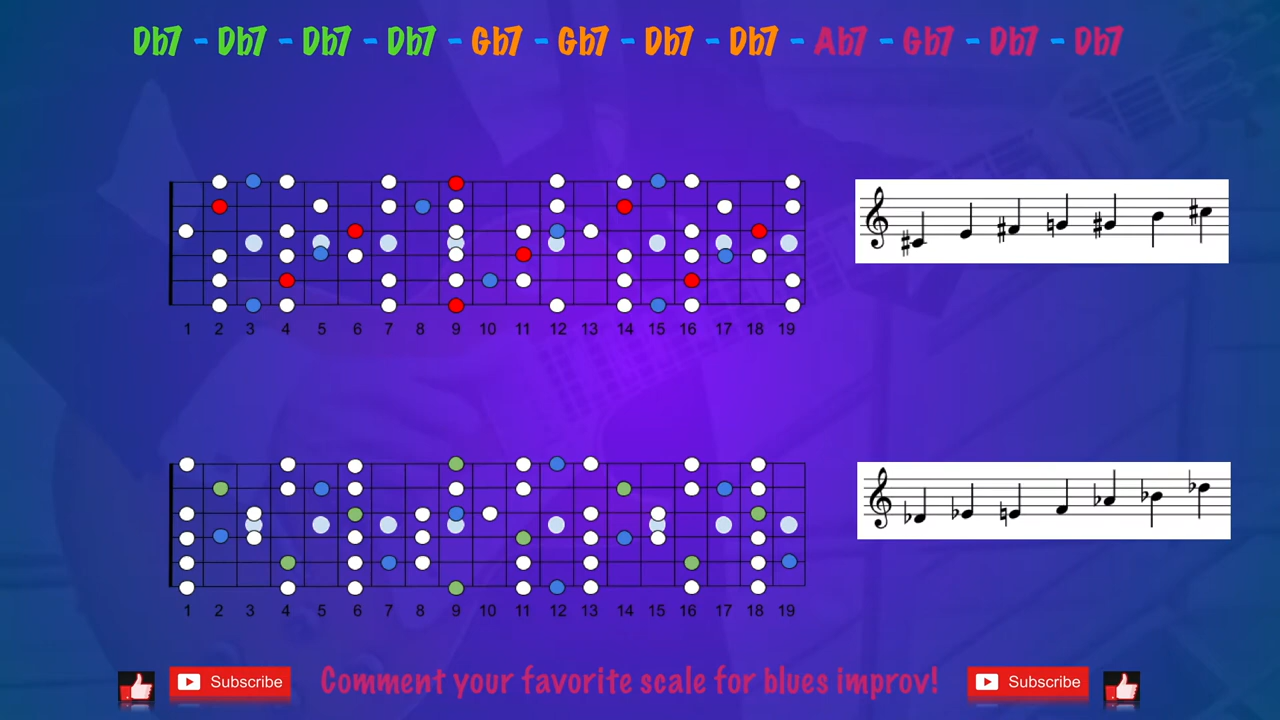 Db7 - Db7 - Db7 - Db7 - Gb7 - Gb7 - Db7 - Db7 - Ab7 - Gb7 - Db7 - Db7
1 2 3 4 5 6 7 8 9 10 11 12 13 14 15 16 17 18 19
1 2 3 4 5 6 7 8 9 10 11 12 13 14 15 16 17 18 19
Subscribe Comment your favorite scale for blues improv! Subscribe